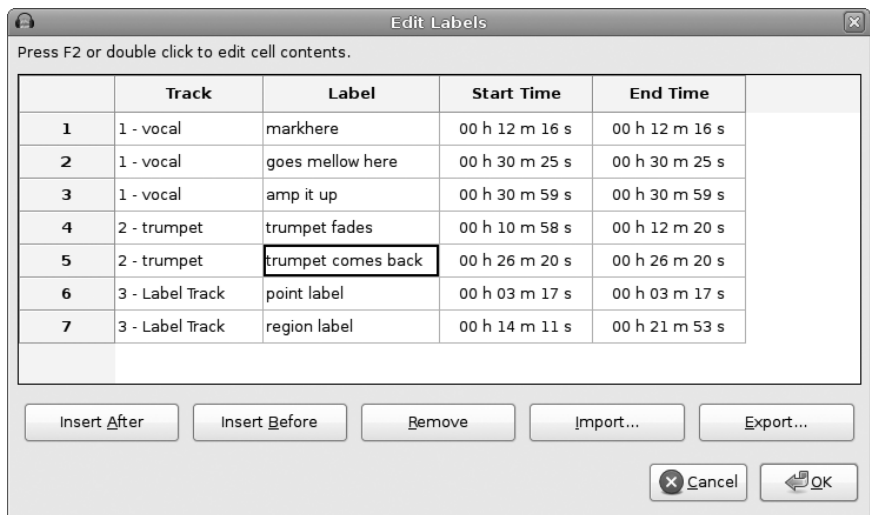 Edit Labels
Press F2 or double click to edit cell contents.
Track Label Start Time End Time
1 1 - vocal markhere 00 h 12 m 16 s 00 h 12 m 16 s
2 1 - vocal goes mellow here 00 h 30 m 25 s 00 h 30 m 25 s
3 1 - vocal amp it up 00 h 30 m 59 s 00 h 30 m 59 s
4 2 - trumpet trumpet fades 00 h 10 m 58 s 00 h 12 m 20 s
5 2 - trumpet trumpet comes back 00 h 26 m 20 s 00 h 26 m 20 s
6 3 - Label Track point label 00 h 03 m 17 s 00 h 03 m 17 s
7 3 - Label Track region label 00 h 14 m 11 s 00 h 21 m 53 s
Insert After Insert Before Remove Import... Export...
Cancel OK